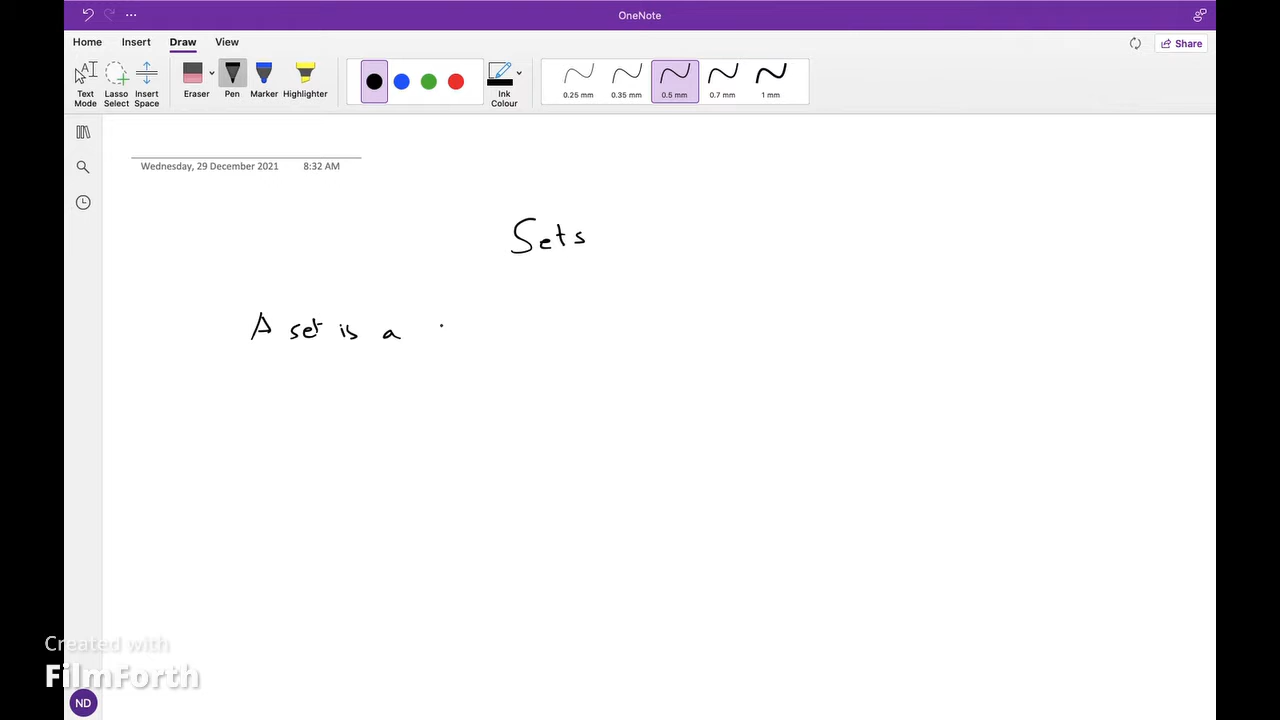 OneNote
Home Insert Draw View
Share
Text Mode
Lasso Select
Insert Space
Eraser
Pen
Marker
Highlighter
Ink Colour
0.25 mm
0.35 mm
0.5 mm
0.7 mm
1 mm
Wednesday, 29 December 2021 8:32 AM
Sets
A set is a
Created with
FilmForth
ND